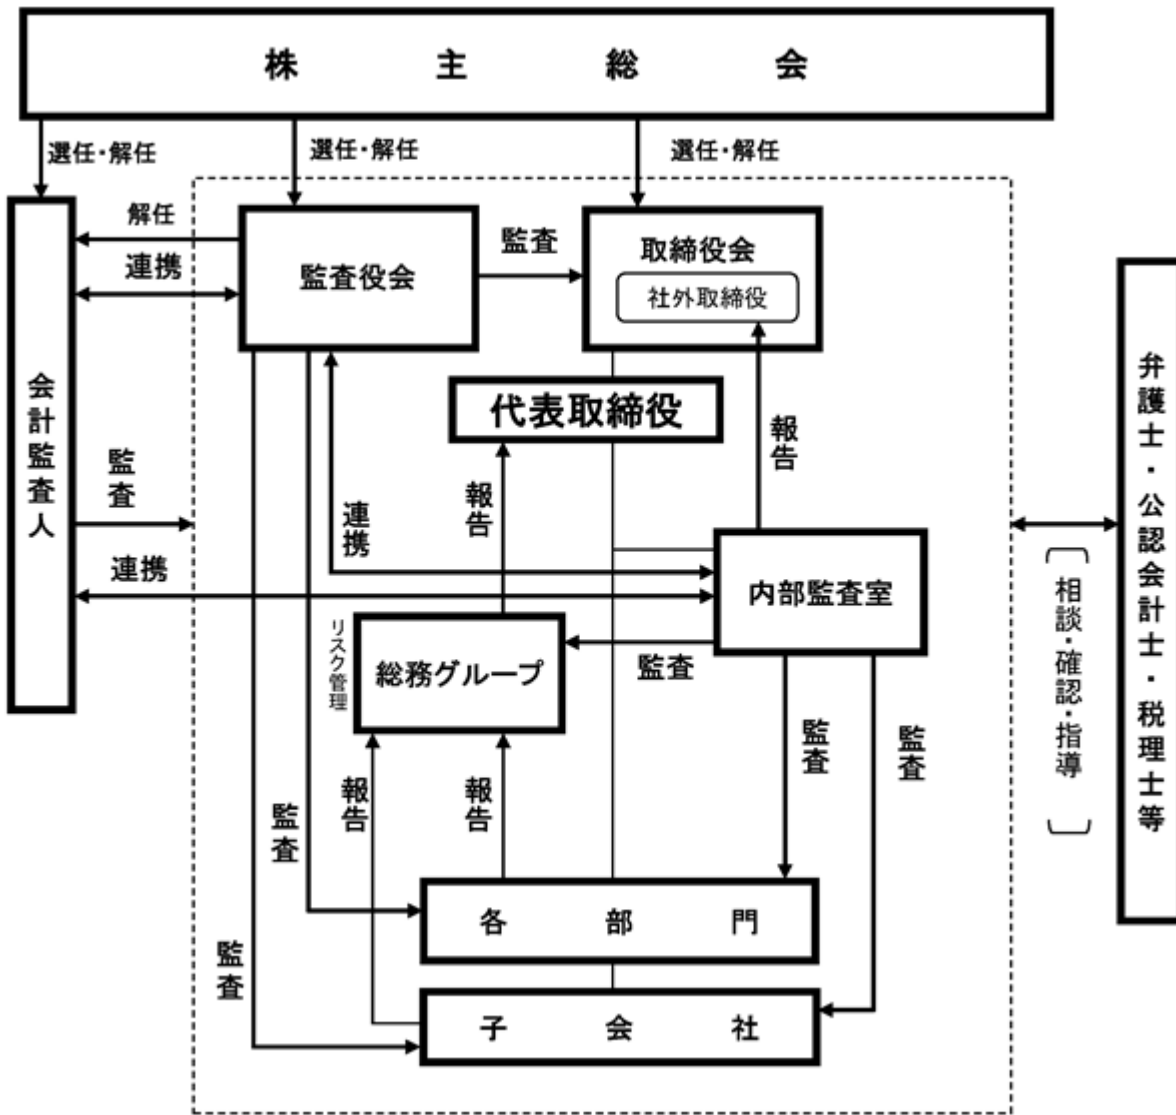 株主総会
選任・解任
選任・解任
選任・解任
解任
連携
監査役会
監査
取締役会
社外取締役
代表取締役
会計監査人
監査
連携
報告
連携
報告
内部監査室
リスク管理
総務グループ
監査
監査
監査
報告
報告
監査
監査
各部門
子会社
相談・確認・指導
弁護士・公認会計士・税理士等